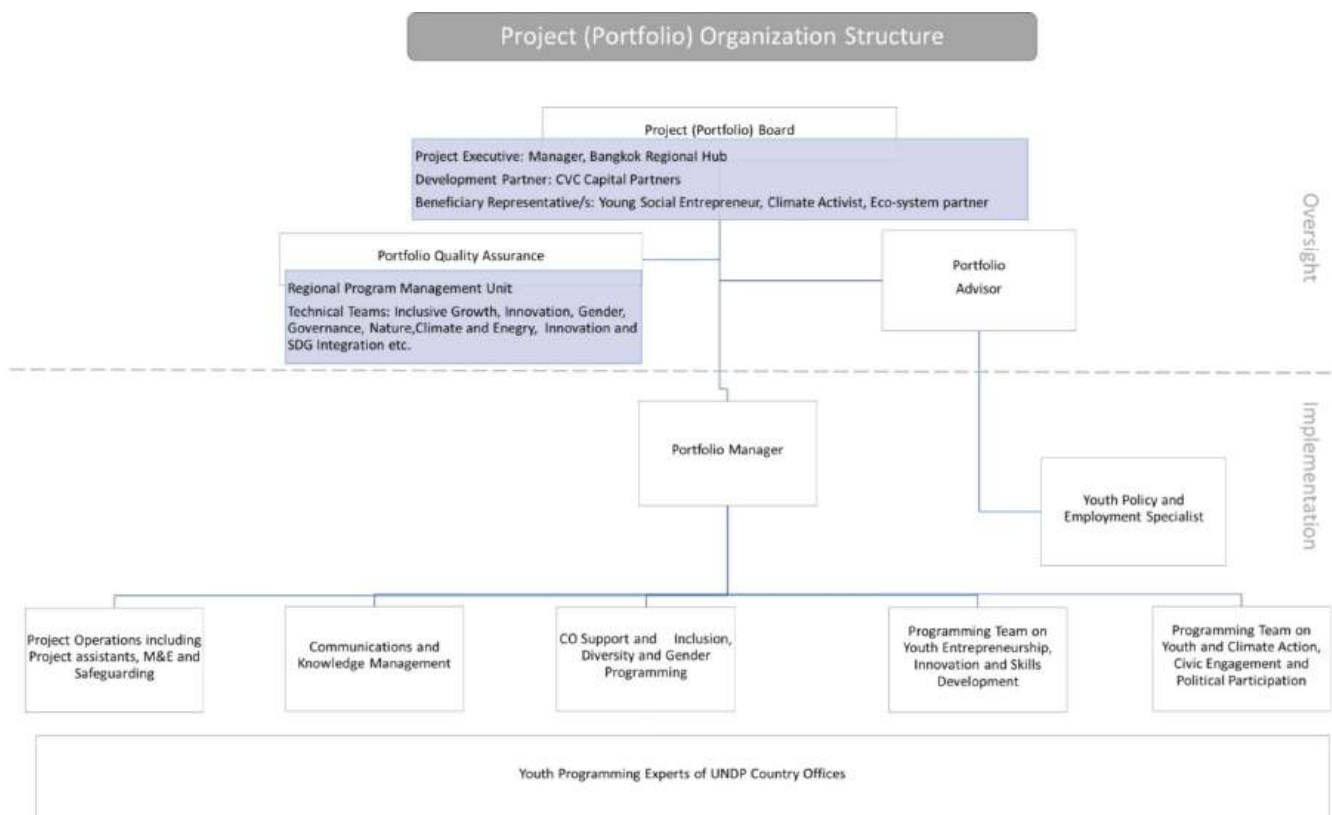 Project (Portfolio) Organization Structure
Project (Portfolio) Board
Project Executive: Manager, Bangkok Regional Hub
Development Partner: CVC Capital Partners
Beneficiary Representative/s: Young Social Entrepreneur, Climate Activist, Eco-system partner
Oversight
Portfolio Quality Assurance
Regional Program Management Unit
Technical Teams: Inclusive Growth, Innovation, Gender,
Governance, Nature,Climate and Enegry, Innovation and
SDG Integration etc.
Portfolio
Advisor
Implementation
Portfolio Manager
Youth Policy and
Employment Specialist
Project Operations including
Project assistants, M&E and
Safeguarding
Communications and
Knowledge Management
CO Support and Inclusion,
Diversity and Gender
Programming
Programming Team on
Youth Entrepreneurship,
Innovation and Skills
Development
Programming Team on
Youth and Climate Action,
Civic Engagement and
Political Participation
Youth Programming Experts of UNDP Country Offices